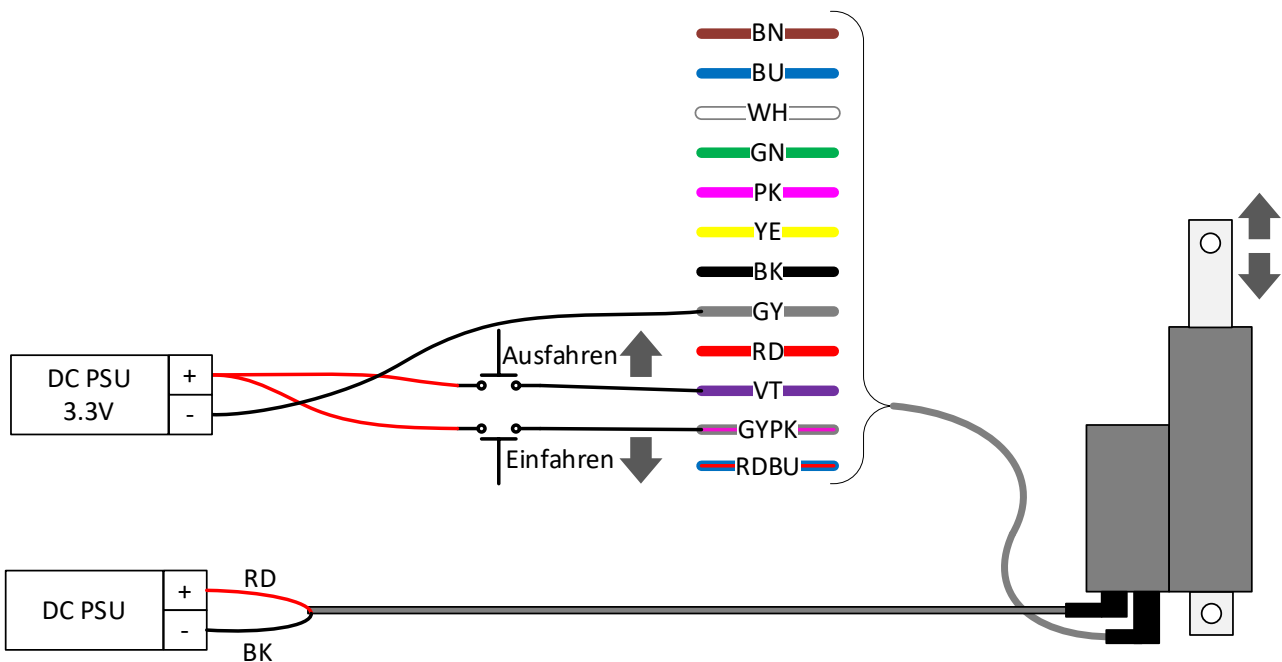 BN
BU
WH
GN
PK
YE
BK
GY
RD
VT
GYPK
RDBU
Ausfahren
Einfahren
DC PSU
3.3V
+
-
DC PSU
+
-
RD
BK